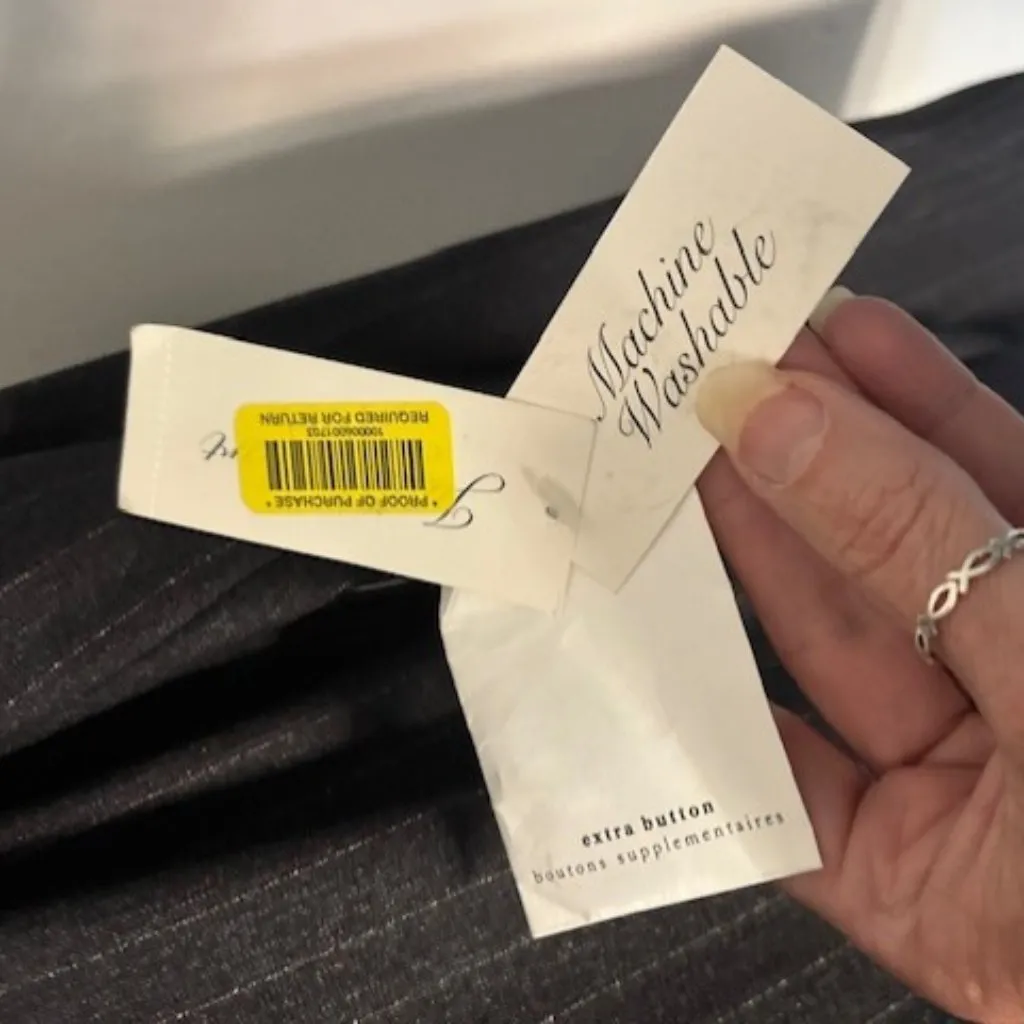 Machine
Washable
* PROOF OF PURCHASE *
REQUIRED FOR RETURN
extra button
boutons supplementaires